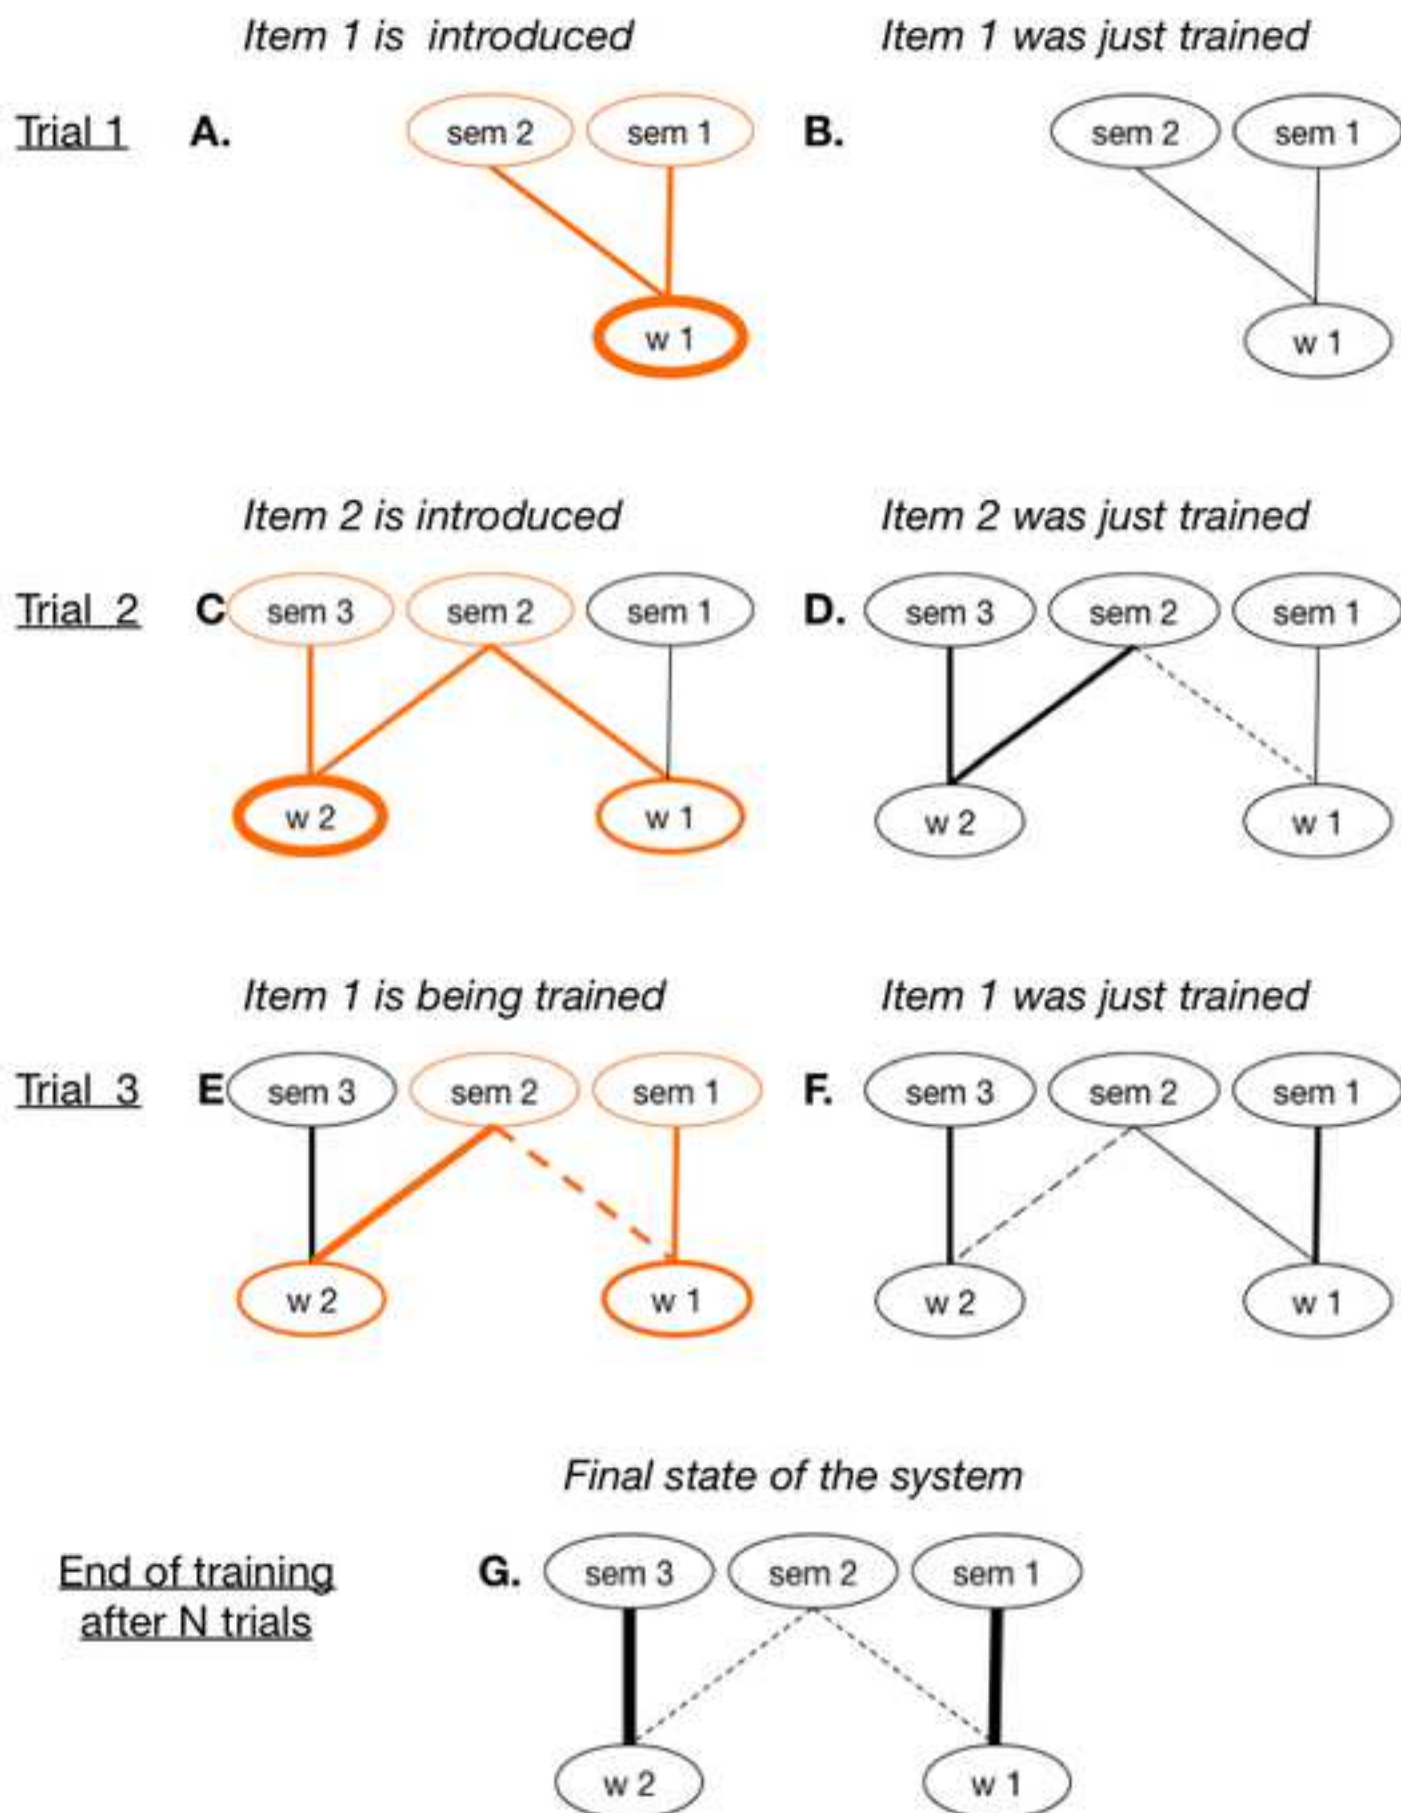 Item 1 is introduced
Item 1 was just trained
Trial 1
A.
sem 2
sem 1
w 1
B.
sem 2
sem 1
w 1
Item 2 is introduced
Item 2 was just trained
Trial 2
C
sem 3
sem 2
sem 1
w 2
w 1
D.
sem 3
sem 2
sem 1
w 2
w 1
Item 1 is being trained
Item 1 was just trained
Trial 3
E
sem 3
sem 2
sem 1
w 2
w 1
F.
sem 3
sem 2
sem 1
w 2
w 1
Final state of the system
End of training
after N trials
G.
sem 3
sem 2
sem 1
w 2
w 1